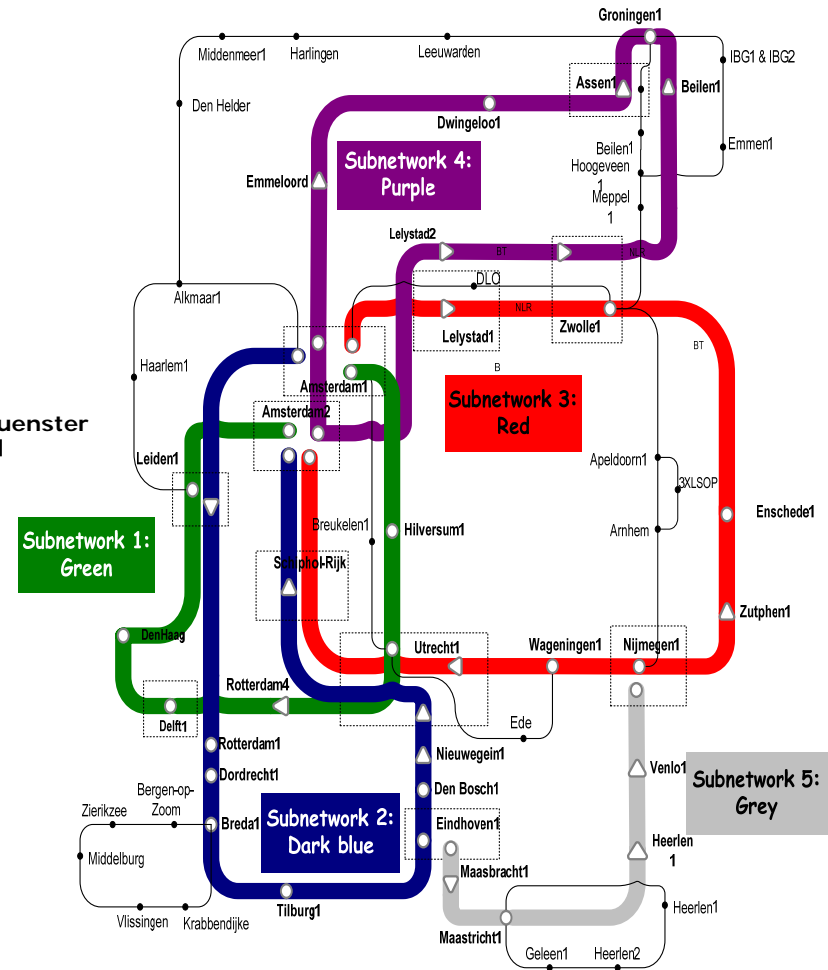 Groningen1
Middenmeer1
Harlingen
Leeuwarden
IBG1 & IBG2
Assen1
Beilen1
Den Helder
Dwingeloo1
Beilen1
Emmen1
Hoogeveen
1
Subnetwork 4:
Purple
Emmeloord
Meppel
1
Lelystad2
BT
NLR
DLO
Alkmaar1
NLR
Lelystad1
Zwolle1
BT
Haarlem1
B
Amsterdam1
Subnetwork 3:
Red
Amsterdam2
uenster
Leiden1
Apeldoorn1
3XLSOP
Enschede1
Breukelen1
Hilversum1
Arnhem
Subnetwork 1:
Green
Schiphol-Rijk
Zutphen1
DenHaag
Utrecht1
Wageningen1
Nijmegen1
Rotterdam4
Delft1
Ede
Rotterdam1
Nieuwegein1
Dordrecht1
Venlo1
Subnetwork 5:
Grey
Bergen-op-
Zoom
Den Bosch1
Zierikzee
Breda1
Subnetwork 2:
Dark blue
Eindhoven1
Heerlen
1
Middelburg
Maasbracht1
Tilburg1
Heerlen1
Vlissingen
Krabbendijke
Maastricht1
Geleen1
Heerlen2